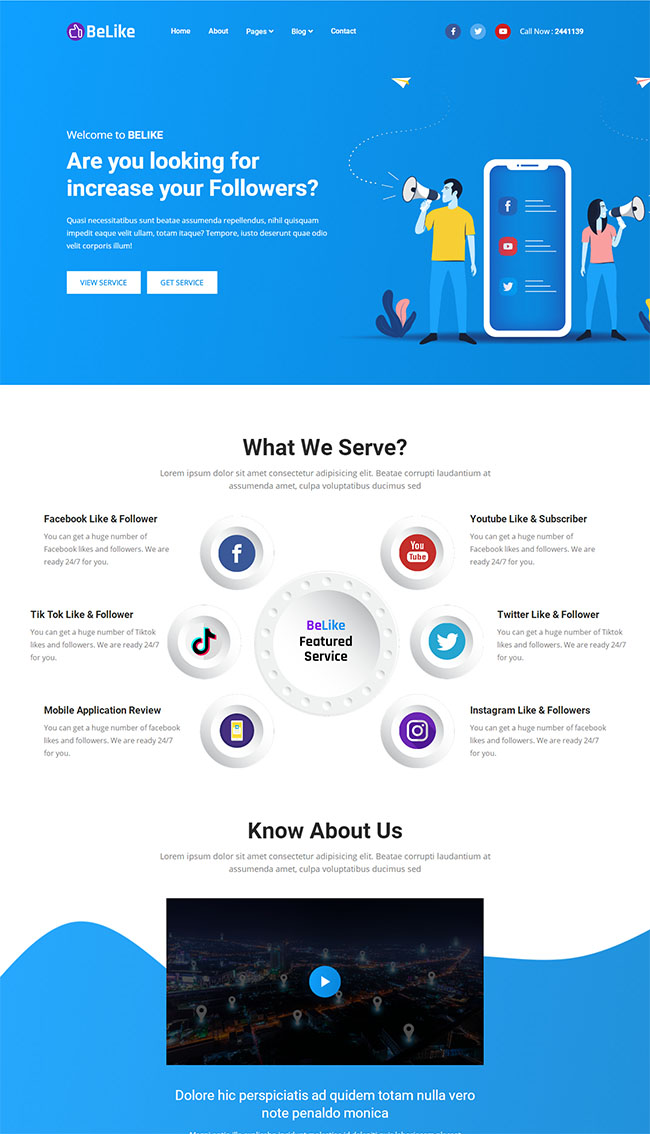 BeLike
Home About Pages Blog Contact
Call Now : 2441139
Welcome to BELIKE
Are you looking for
increase your Followers?
Quasi necessitatibus sunt beatae assumenda repellendus, nihil quisquam
impedit eaque velit ullam, totam itaque? Tempore, iusto deserunt quae odio
velit corporis illum!
VIEW SERVICE
GET SERVICE
What We Serve?
Lorem ipsum dolor sit amet consectetur adipisicing elit. Beatae corrupti laudantium at
assumenda amet, culpa voluptatibus ducimus sed
Facebook Like & Follower
You can get a huge number of
Facebook likes and followers. We are
ready 24/7 for you.
You
Tube
Youtube Like & Subscriber
You can get a huge number of
Facebook likes and followers. We are
ready 24/7 for you.
Tik Tok Like & Follower
You can get a huge number of Tiktok
likes and followers. We are ready 24/7
for you.
BeLike
Featured
Service
Twitter Like & Follower
You can get a huge number of Tiktok
likes and followers. We are ready 24/7
for you.
Mobile Application Review
You can get a huge number of facebook
likes and followers. We are ready 24/7
for you.
Instagram Like & Followers
You can get a huge number of facebook
likes and followers. We are ready 24/7
for you.
Know About Us
Lorem ipsum dolor sit amet consectetur adipisicing elit. Beatae corrupti laudantium at
assumenda amet, culpa voluptatibus ducimus sed
Dolore hic perspiciatis ad quidem totam nulla vero
note penaldo monica